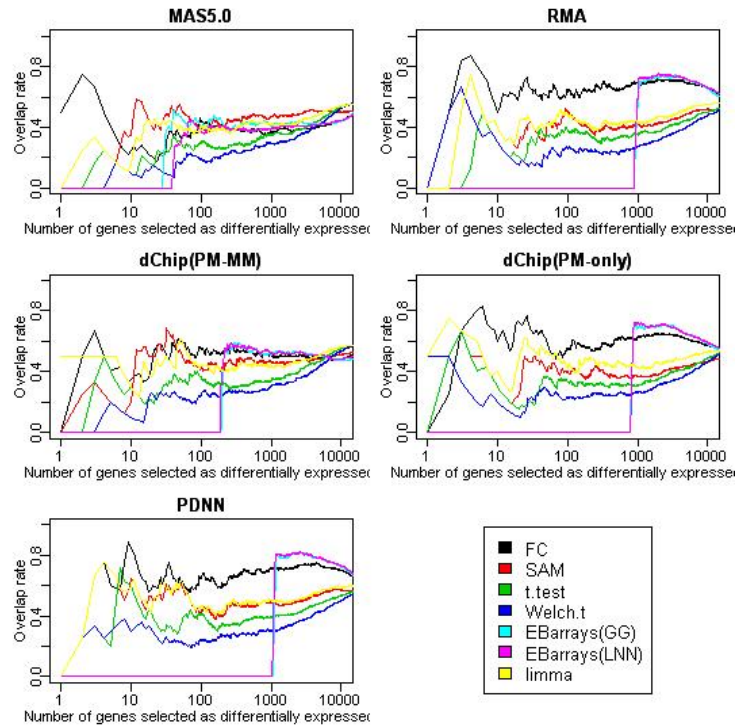 MAS5.0
Overlap rate
0.0 0.4 0.8
1 10 100 1000 10000
Number of genes selected as differentially expressed
RMA
Overlap rate
0.0 0.4 0.8
1 10 100 1000 10000
Number of genes selected as differentially expressed
dChip(PM-MM)
Overlap rate
0.0 0.4 0.8
1 10 100 1000 10000
Number of genes selected as differentially expressed
dChip(PM-only)
Overlap rate
0.0 0.4 0.8
1 10 100 1000 10000
Number of genes selected as differentially expressed
PDNN
Overlap rate
0.0 0.4 0.8
1 10 100 1000 10000
Number of genes selected as differentially expressed
FC
SAM
t.test
Welch.t
EBarrays(GG)
EBarrays(LNN)
limma